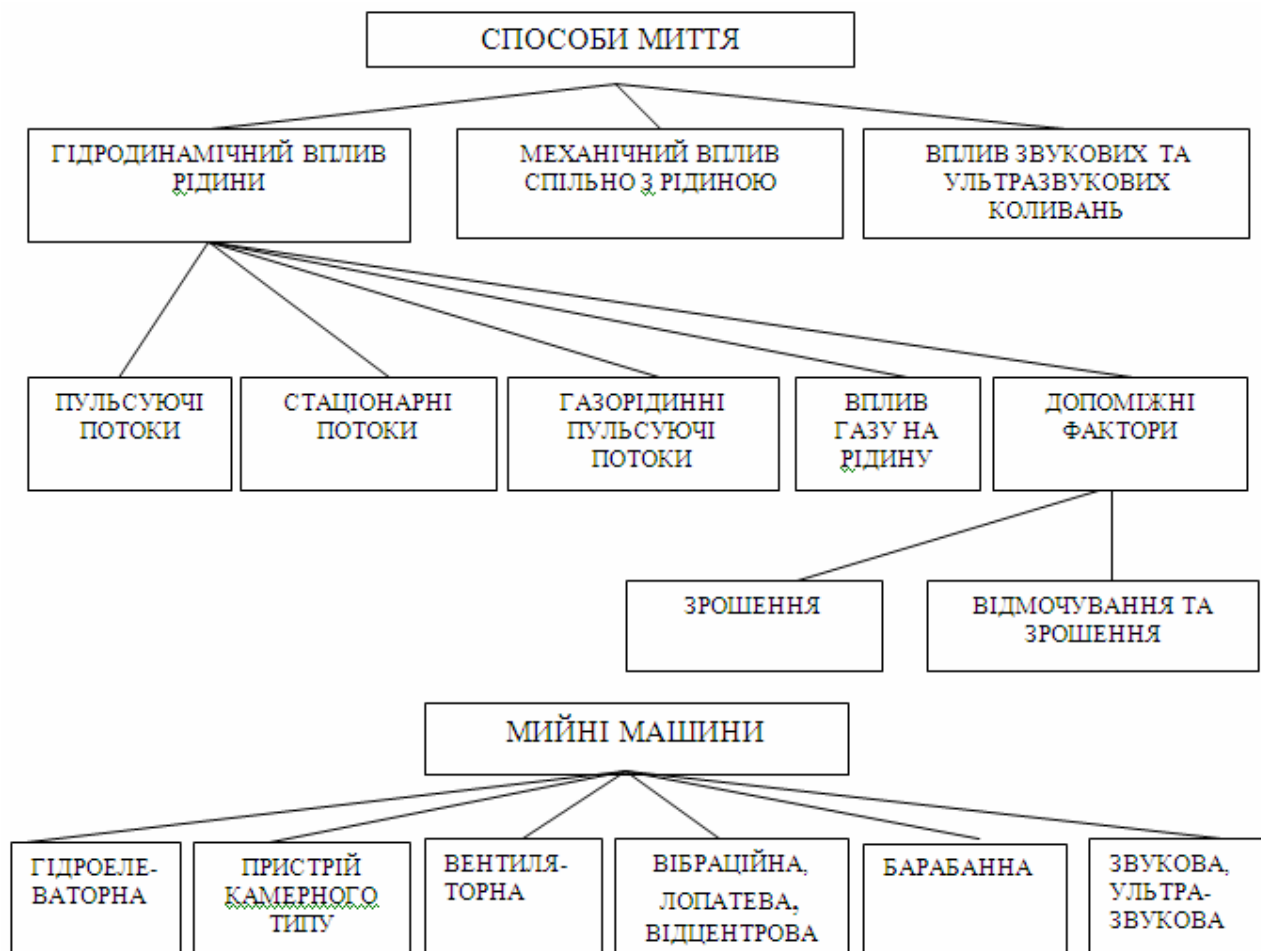 СПОСОБИ МИТТЯ
ГІДРОДИНАМІЧНИЙ ВПЛИВ
РІДИНИ
МЕХАНІЧНИЙ ВПЛИВ
СПІЛЬНО З РІДИНОЮ
ВПЛИВ ЗВУКОВИХ ТА
УЛЬТРАЗВУКОВИХ
КОЛИВАНЬ
ПУЛЬСУЮЧІ
ПОТОКИ
СТАЦІОНАРНІ
ПОТОКИ
ГАЗОРІДИННІ
ПУЛЬСУЮЧІ
ПОТОКИ
ВПЛИВ
ГАЗУ НА
РІДИНУ
ДОПОМІЖНІ
ФАКТОРИ
ЗРОШЕННЯ
ВІДМОЧУВАННЯ ТА
ЗРОШЕННЯ
МИЙНІ МАШИНИ
ГІДРОЕЛЕ-
ВАТОРНА
ПРИСТРІЙ
КАМЕРНОГО
ТИПУ
ВЕНТИЛЯ-
ТОРНА
ВІБРАЦІЙНА,
ЛОПАТЕВА,
ВІДЦЕНТРОВА
БАРАБАННА
ЗВУКОВА,
УЛЬТРА-
ЗВУКОВА